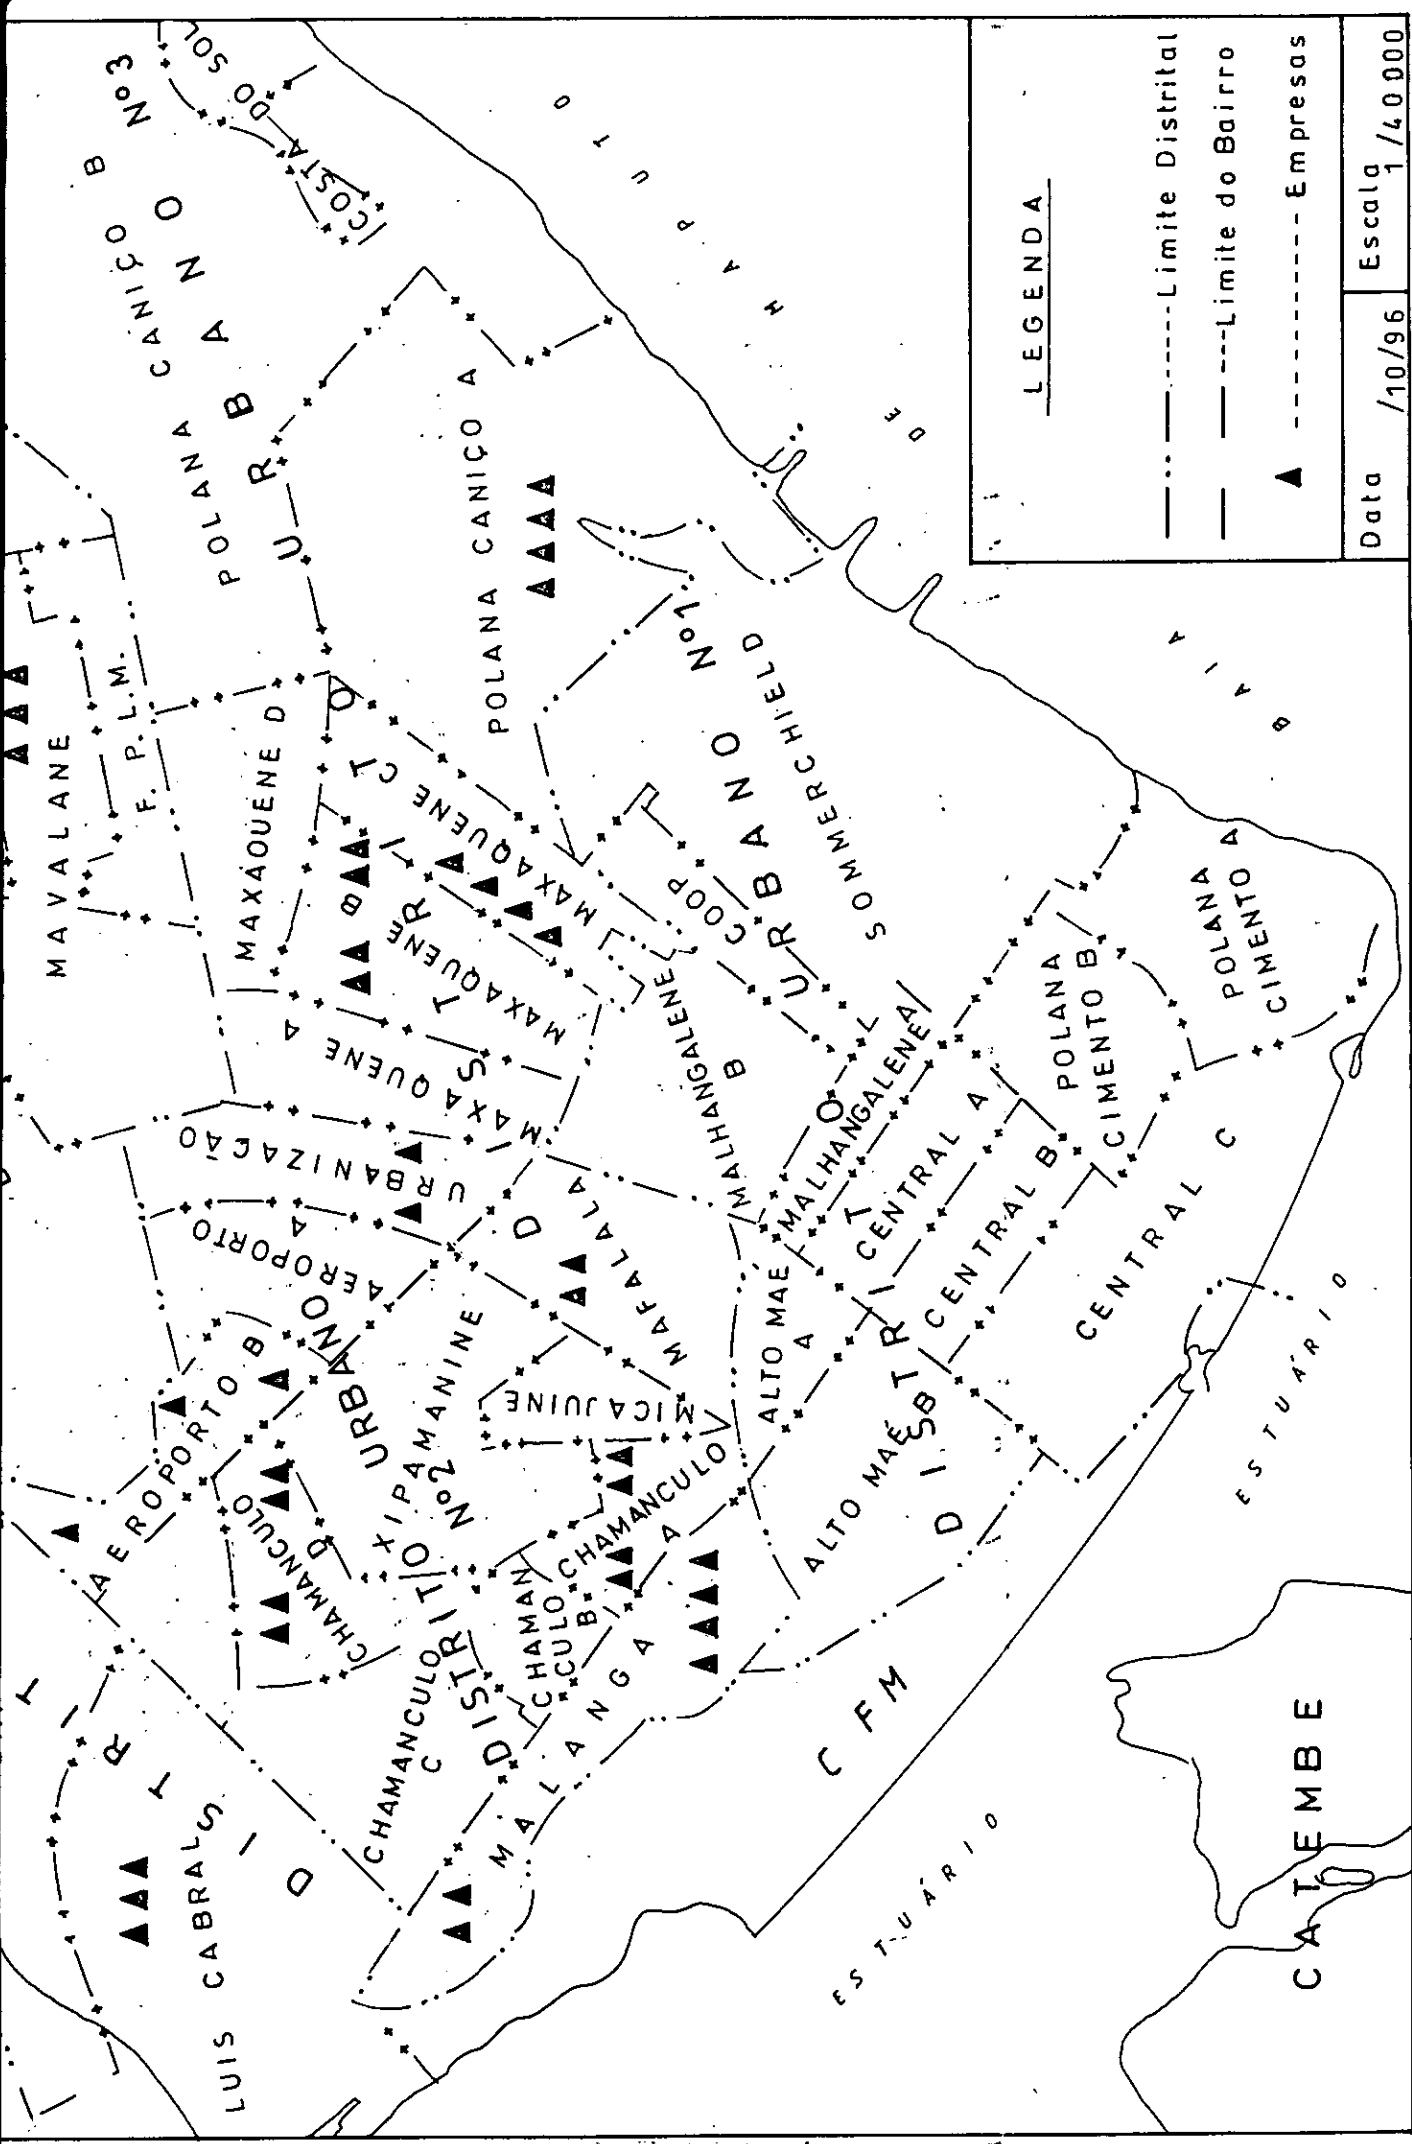 MAVALANE
F. P. L.M.
POLANA CANIÇO B
DISTRITO URBANO Nº3
COSTA DO SOL
MAXAQUENE D
MAXAQUENE C
MAXAQUENE B
MAXAQUENE A
POLANA CANIÇO A
URBANIZAÇÃO
AEROPORTO A
AEROPORTO B
CHAMANCULO D
XIPAMANINE
DISTRITO URBANO Nº2
MICAJUINE
MAFALALA
CHAMANCULO A
CHAMANCULO B
CHAMANCULO C
MALANGA
LUIS CABRAL
DISTRIT
COOP
SOMMERCHIELD
DISTRITO URBANO Nº1
MALHANGALENE B
MALHANGALENE A
ALTO MAE A
ALTO MAÉ B
CENTRAL A
CENTRAL B
CENTRAL C
POLANA CIMENTO B
POLANA CIMENTO A
C F M
BAIA DE MAPUTO
ESTUÁRIO
ESTUÁRIO
CATEMBE
LEGENDA
Limite Distrital
Limite do Bairro
Empresas
Data /10/96
Escala 1/40000